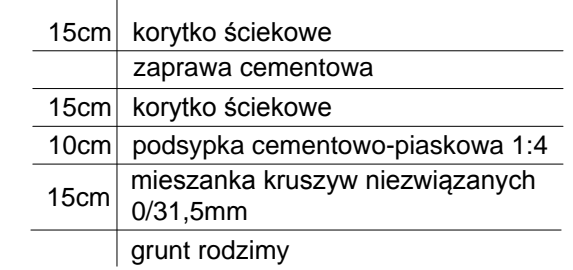 15cm korytko ściekowe
zaprawa cementowa
15cm korytko ściekowe
10cm podsypka cementowo-piaskowa 1:4
15cm mieszanka kruszyw niezwiązanych
0/31,5mm
grunt rodzimy